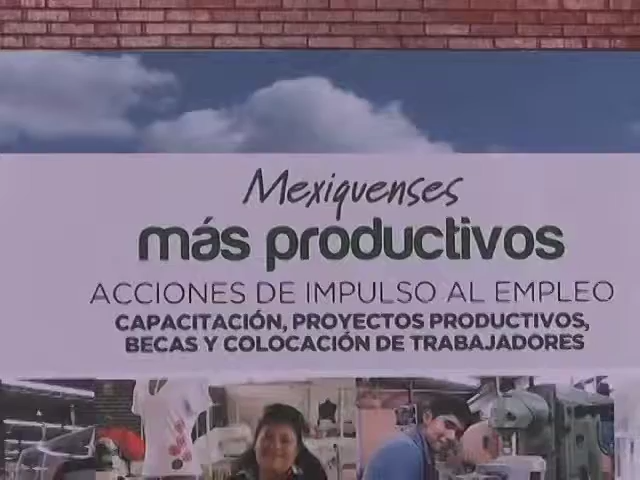 Mexiquenses
más productivos
ACCIONES DE IMPULSO AL EMPLEO
CAPACITACIÓN, PROYECTOS PRODUCTIVOS,
BECAS Y COLOCACIÓN DE TRABAJADORES